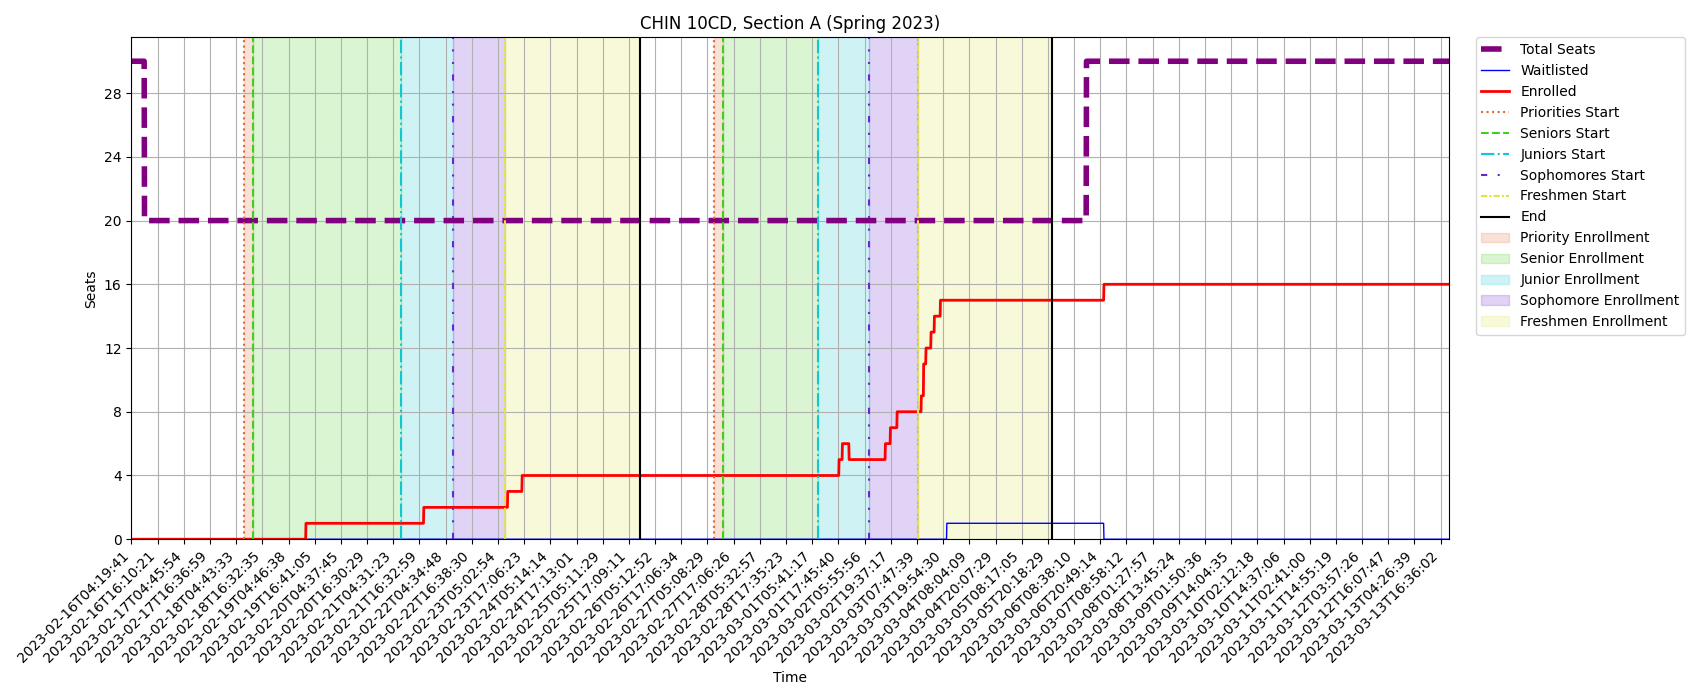 CHIN 10CD, Section A (Spring 2023)
Seats
28
24
20
16
12
8
4
0
2023-02-16T04:19:41
2023-02-16T16:10:21
2023-02-17T04:45:54
2023-02-17T16:36:59
2023-02-18T04:43:33
2023-02-18T16:32:35
2023-02-19T04:46:38
2023-02-19T16:41:05
2023-02-20T04:37:45
2023-02-20T16:30:29
2023-02-21T04:31:23
2023-02-21T16:32:59
2023-02-22T04:34:48
2023-02-22T16:38:30
2023-02-23T05:02:54
2023-02-23T17:06:23
2023-02-24T05:14:14
2023-02-24T17:13:01
2023-02-25T05:11:29
2023-02-25T17:09:11
2023-02-26T05:12:52
2023-02-26T17:06:34
2023-02-27T05:08:29
2023-02-27T17:06:26
2023-02-28T05:32:57
2023-02-28T17:35:23
2023-03-01T05:41:17
2023-03-01T17:45:40
2023-03-02T05:55:56
2023-03-02T19:37:17
2023-03-03T07:47:39
2023-03-03T19:54:30
2023-03-04T08:04:09
2023-03-04T20:07:29
2023-03-05T08:17:05
2023-03-05T20:18:29
2023-03-06T08:38:10
2023-03-06T20:49:14
2023-03-07T08:58:12
2023-03-08T01:27:57
2023-03-08T13:45:24
2023-03-09T01:50:36
2023-03-09T14:04:35
2023-03-10T02:12:18
2023-03-10T14:37:06
2023-03-11T02:41:00
2023-03-11T14:55:19
2023-03-12T03:57:26
2023-03-12T16:07:47
2023-03-13T04:26:39
2023-03-13T16:36:02
Time
Total Seats
Waitlisted
Enrolled
Priorities Start
Seniors Start
Juniors Start
Sophomores Start
Freshmen Start
End
Priority Enrollment
Senior Enrollment
Junior Enrollment
Sophomore Enrollment
Freshmen Enrollment